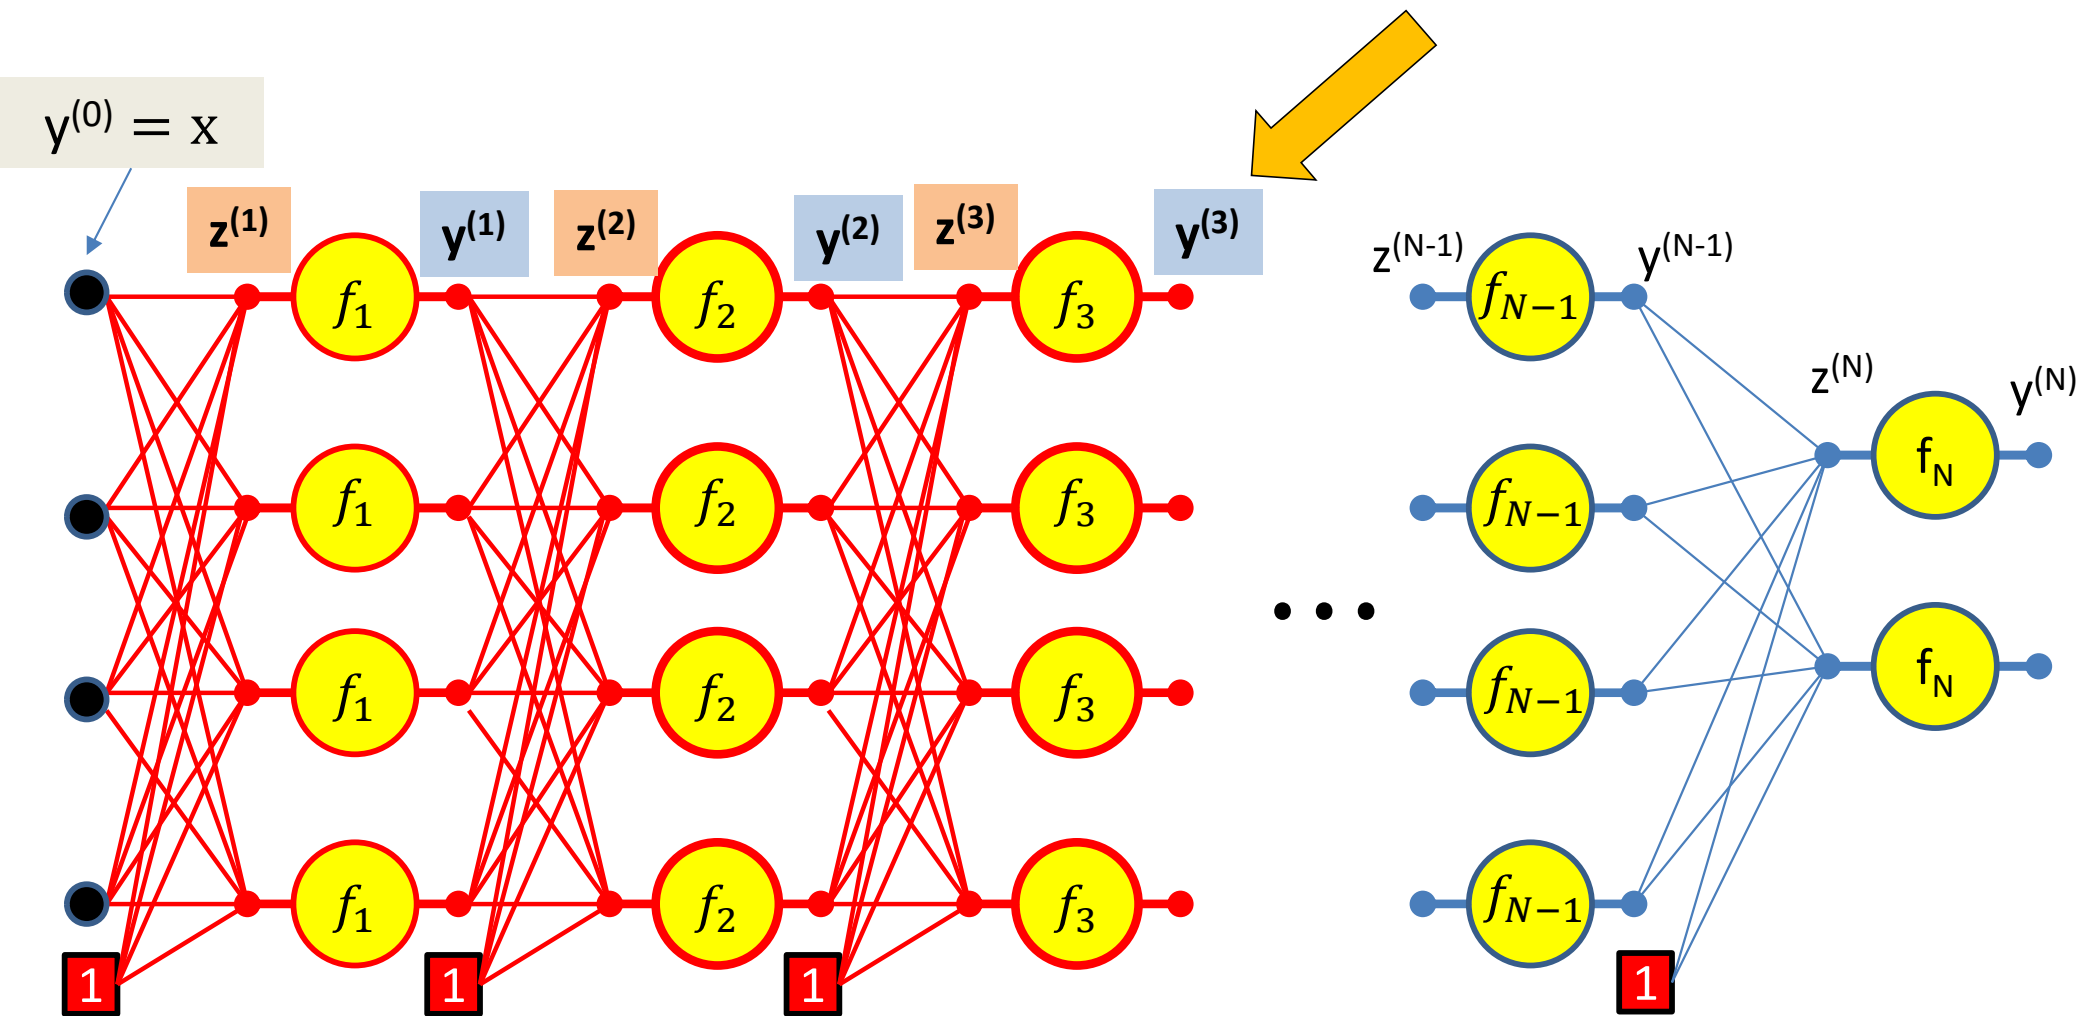 y(0) = x
z(1) y(1) z(2) y(2) z(3) y(3) z(N-1) y(N-1)
f1 f2 f3 fN−1
z(N) y(N)
fN
f1 f2 f3 fN−1
f1 f2 f3 fN−1
fN
...
f1 f2 f3 fN−1
1 1 1 1